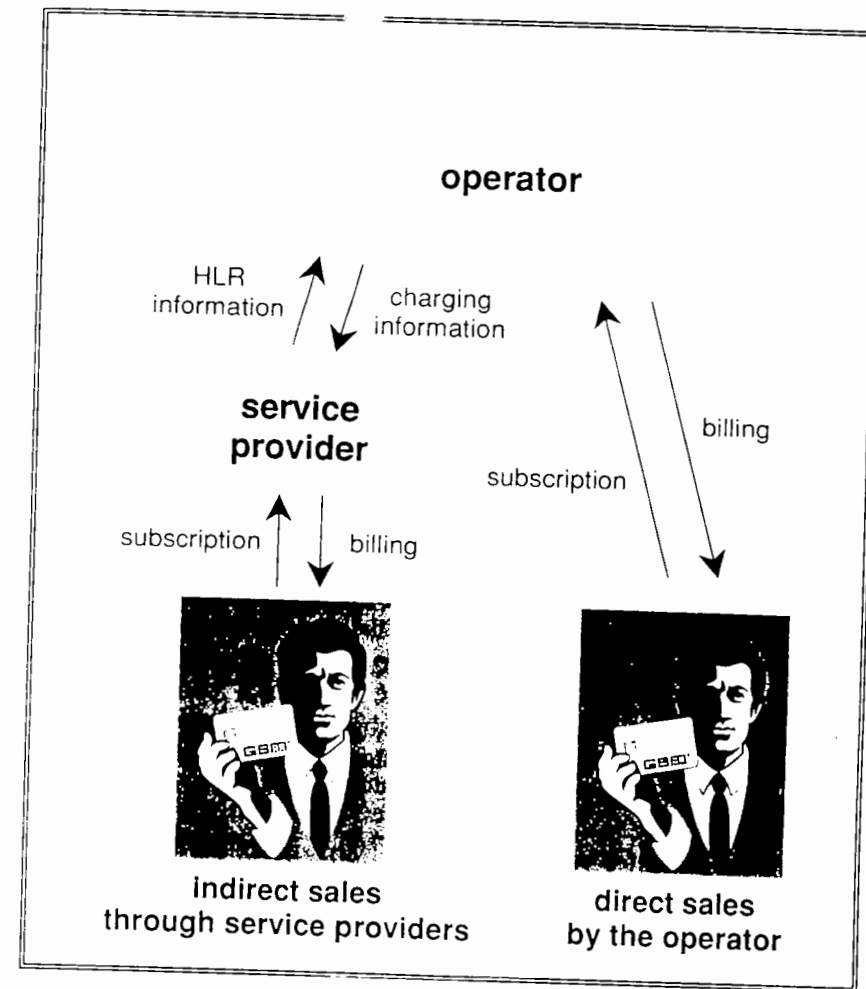 operator
HLR
information
charging
information
service
provider
billing
subscription
subscription
billing
indirect sales
through service providers
direct sales
by the operator